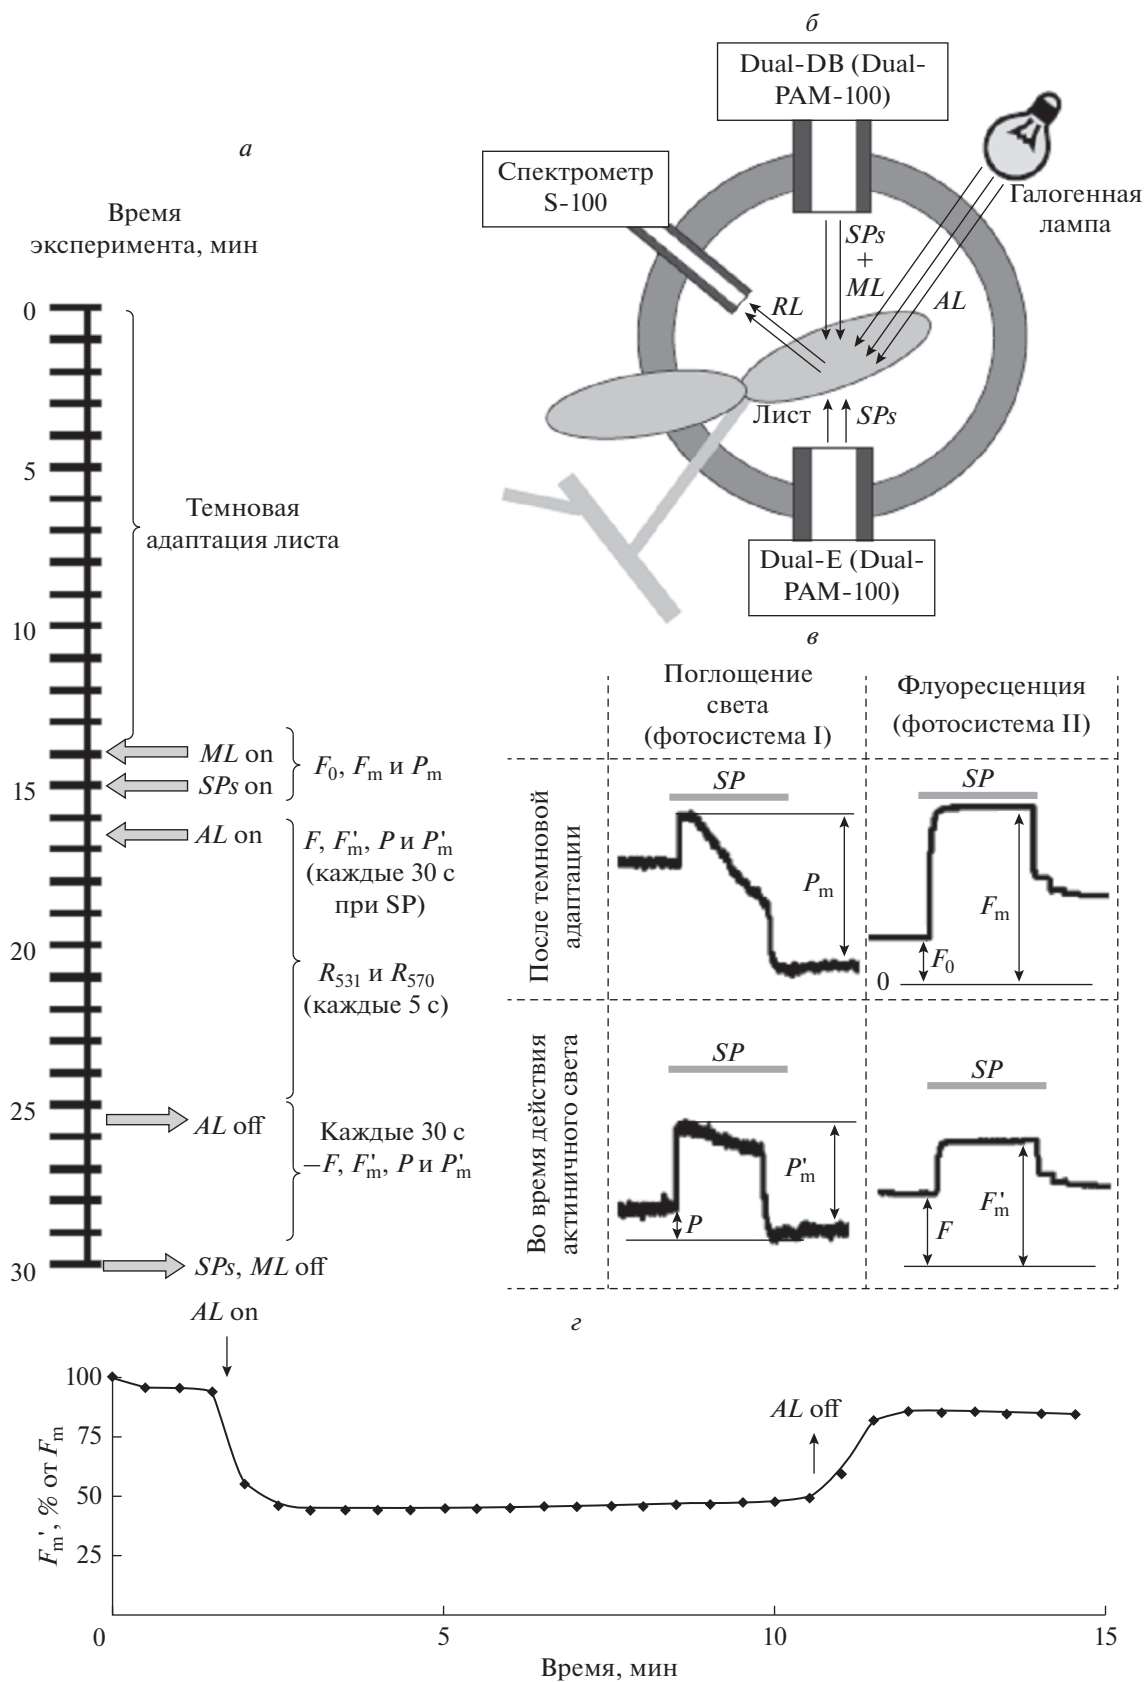 а
Время
эксперимента, мин
0
5
10
15
20
25
30
Темновая
адаптация листа
ML on
SPs on
F0, Fm и Pm
AL on
F, F'm, P и P'm
(каждые 30 с
при SP)
R531 и R570
(каждые 5 с)
AL off
Каждые 30 с
–F, F'm, P и P'm
SPs, ML off
б
Dual-DB (Dual-
PAM-100)
Спектрометр
S-100
Галогенная
лампа
SPs
+
ML
AL
RL
Лист
SPs
Dual-E (Dual-
PAM-100)
в
Поглощение
света
(фотосистема I)
Флуоресценция
(фотосистема II)
После темновой
адаптации
SP
Pm
SP
Fm
F0
0
Во время действия
актиничного света
SP
P'm
P
SP
F'm
F
г
AL on
AL off
Fm', % от Fm
100
75
50
25
0
5
10
15
Время, мин